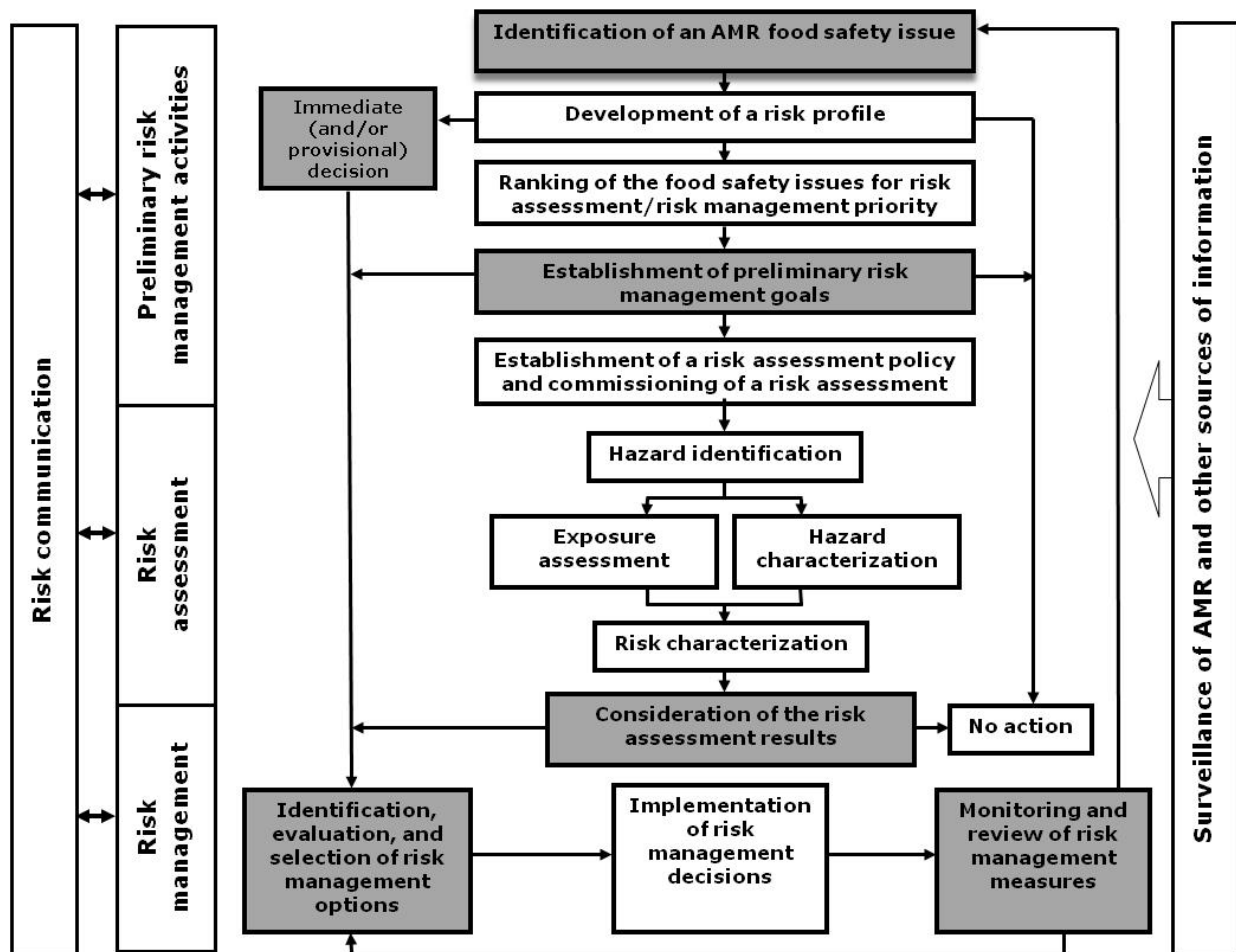 Risk communication
Preliminary risk
management activities
Risk
assessment
Risk
management
Identification of an AMR food safety issue
Immediate
(and/or
provisional)
decision
Development of a risk profile
Ranking of the food safety issues for risk
assessment/risk management priority
Establishment of preliminary risk
management goals
Establishment of a risk assessment policy
and commissioning of a risk assessment
Hazard identification
Exposure
assessment
Hazard
characterization
Risk characterization
Consideration of the risk
assessment results
No action
Identification,
evaluation, and
selection of risk
management
options
Implementation
of risk
management
decisions
Monitoring and
review of risk
management
measures
Surveillance of AMR and other sources of information